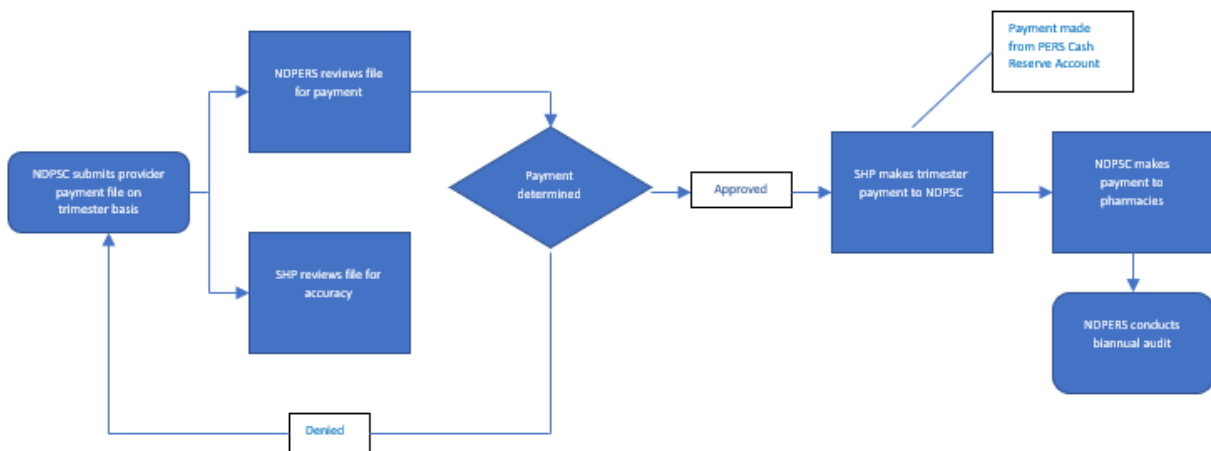 Payment made
from PERS Cash
Reserve Account
NDPERS reviews file
for payment
NDPSC submits provider
payment file on
trimester basis
Payment
determined
Approved
SHP makes trimester
payment to NDPSC
NDPSC makes
payment to
pharmacies
SHP reviews file for
accuracy
NDPERS conducts
biannual audit
Denied